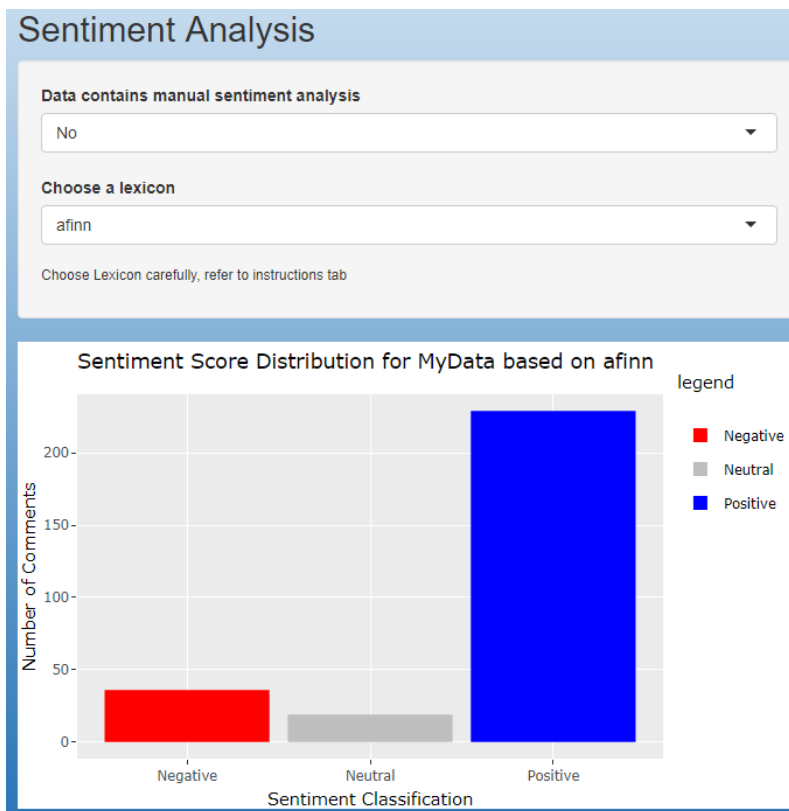 Sentiment Analysis
Data contains manual sentiment analysis
No
Choose a lexicon
afinn
Choose Lexicon carefully, refer to instructions tab
Sentiment Score Distribution for MyData based on afinn
legend
Negative
Neutral
Positive
200
150
100
50
0
Number of Comments
Negative Neutral Positive
Sentiment Classification